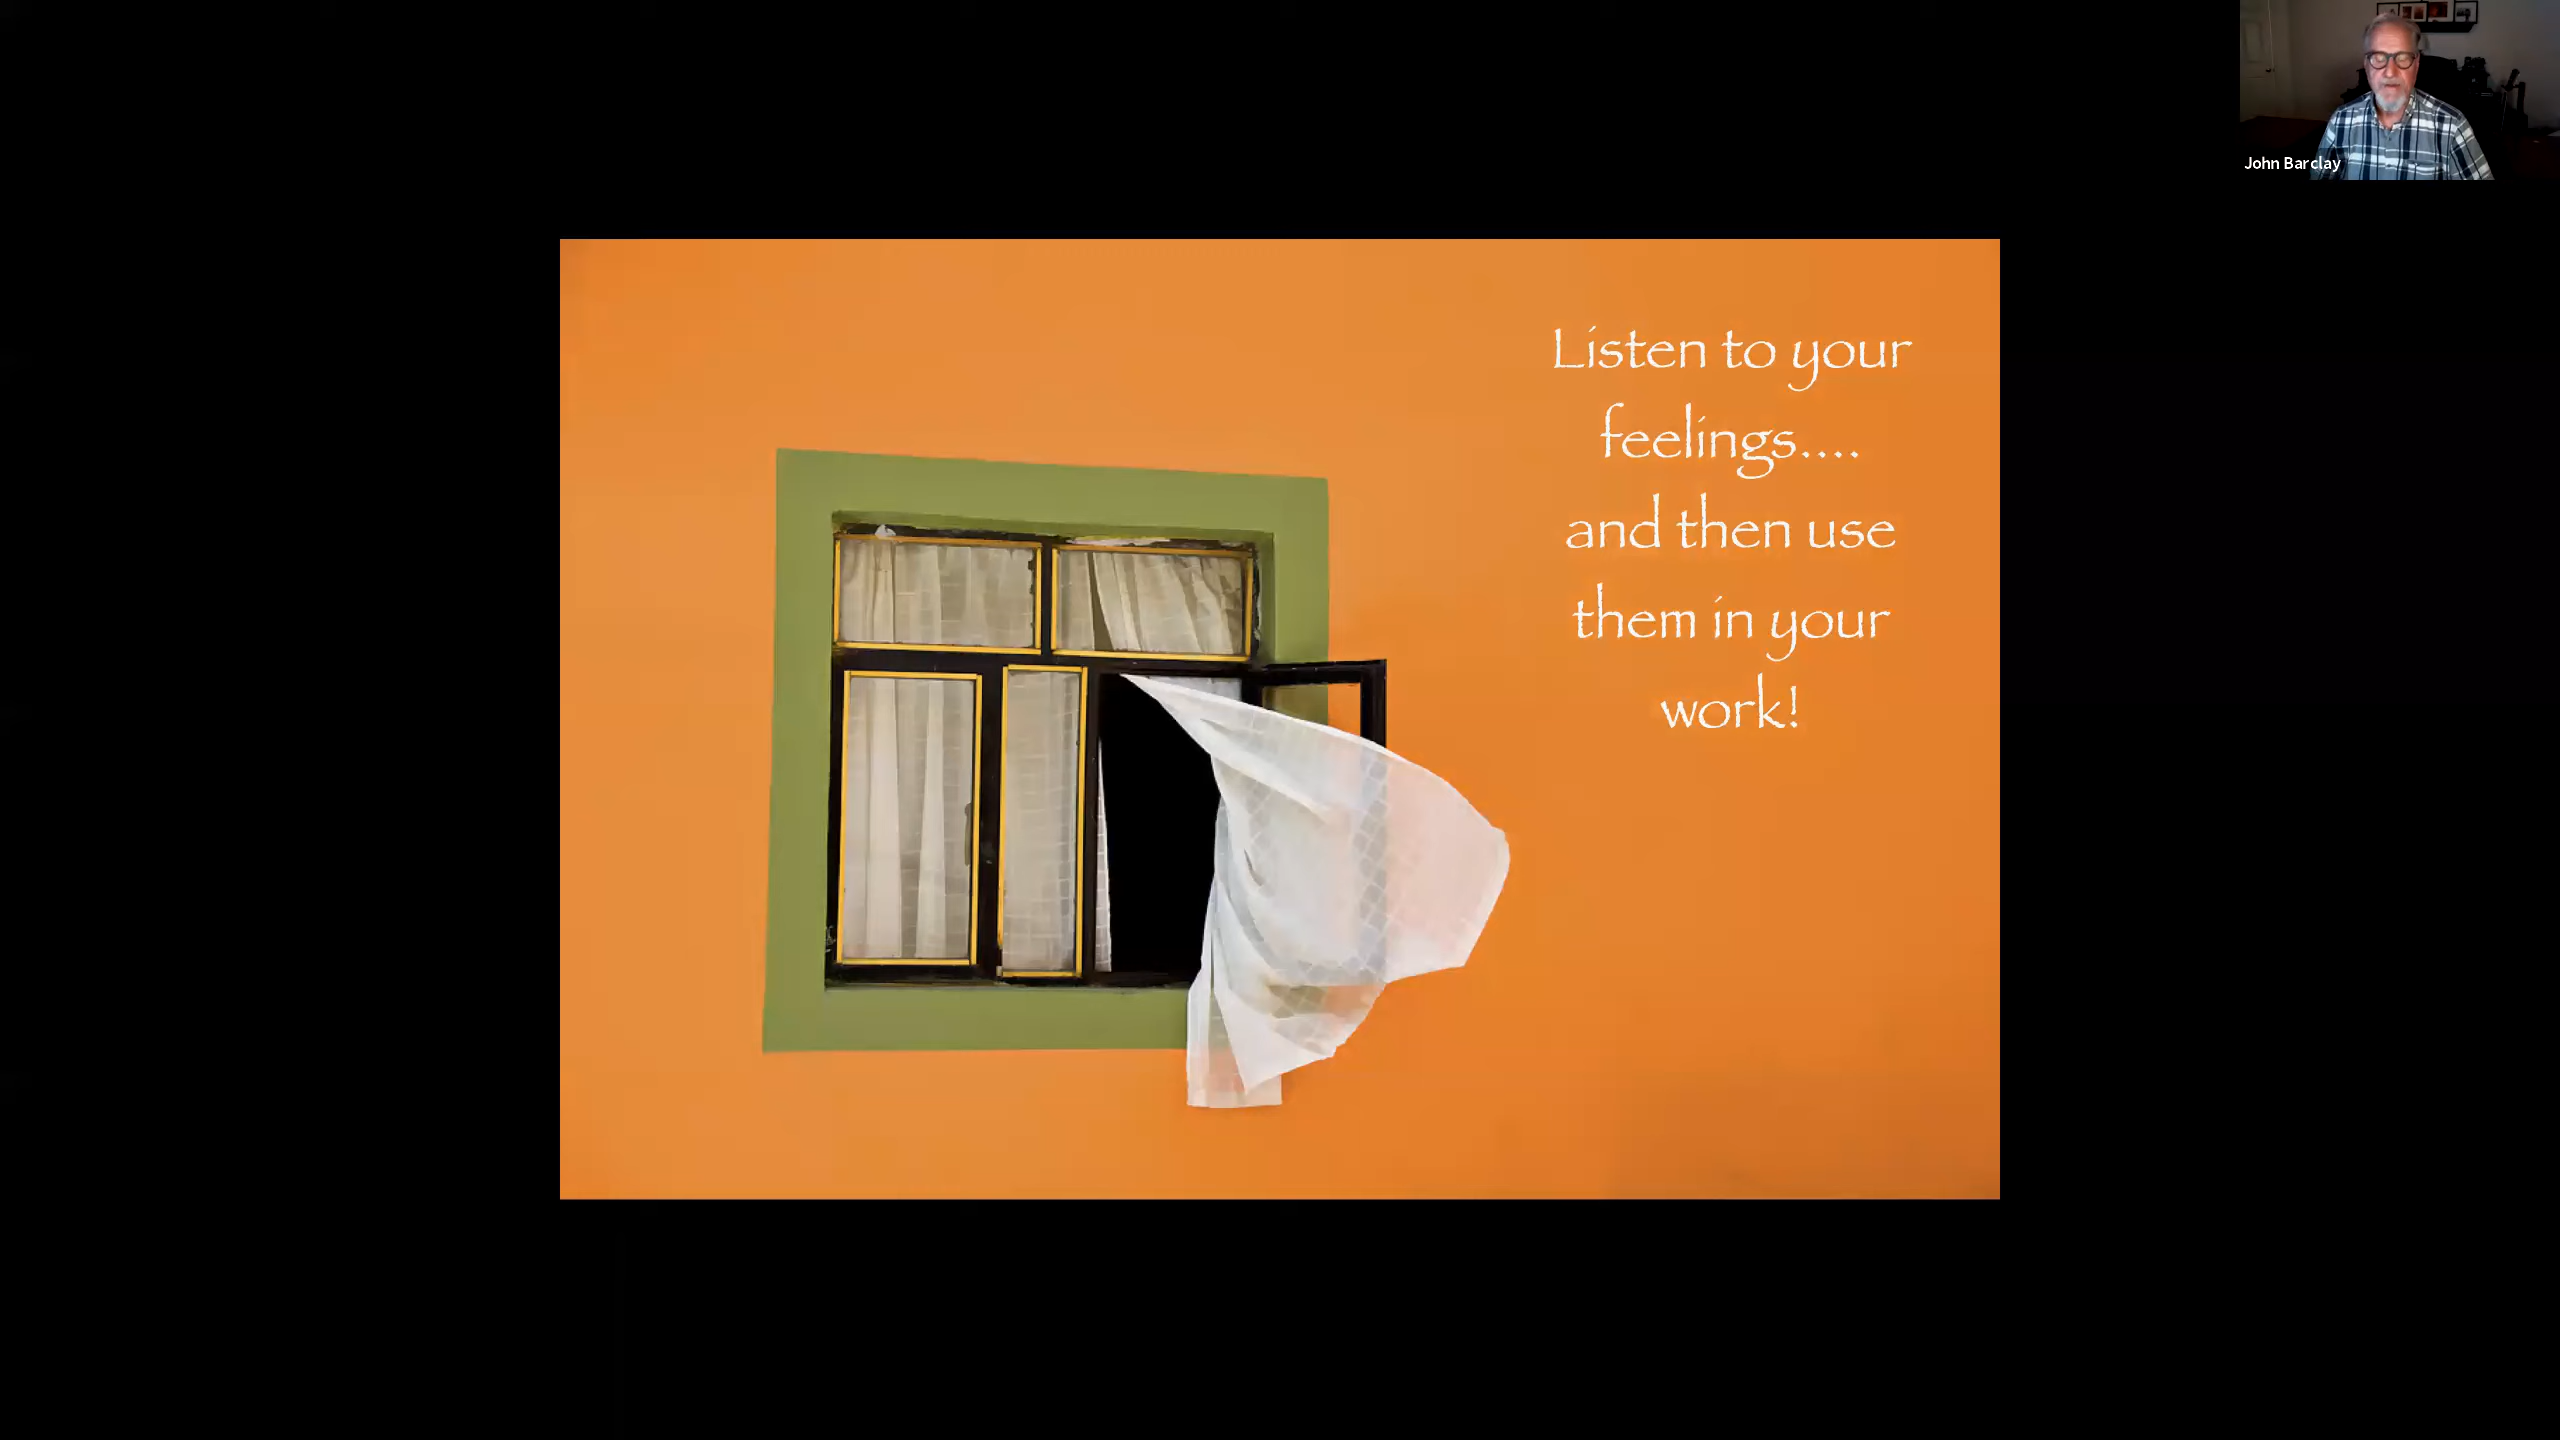 John Barclay
Listen to your
feelings....
and then use
them in your
work!